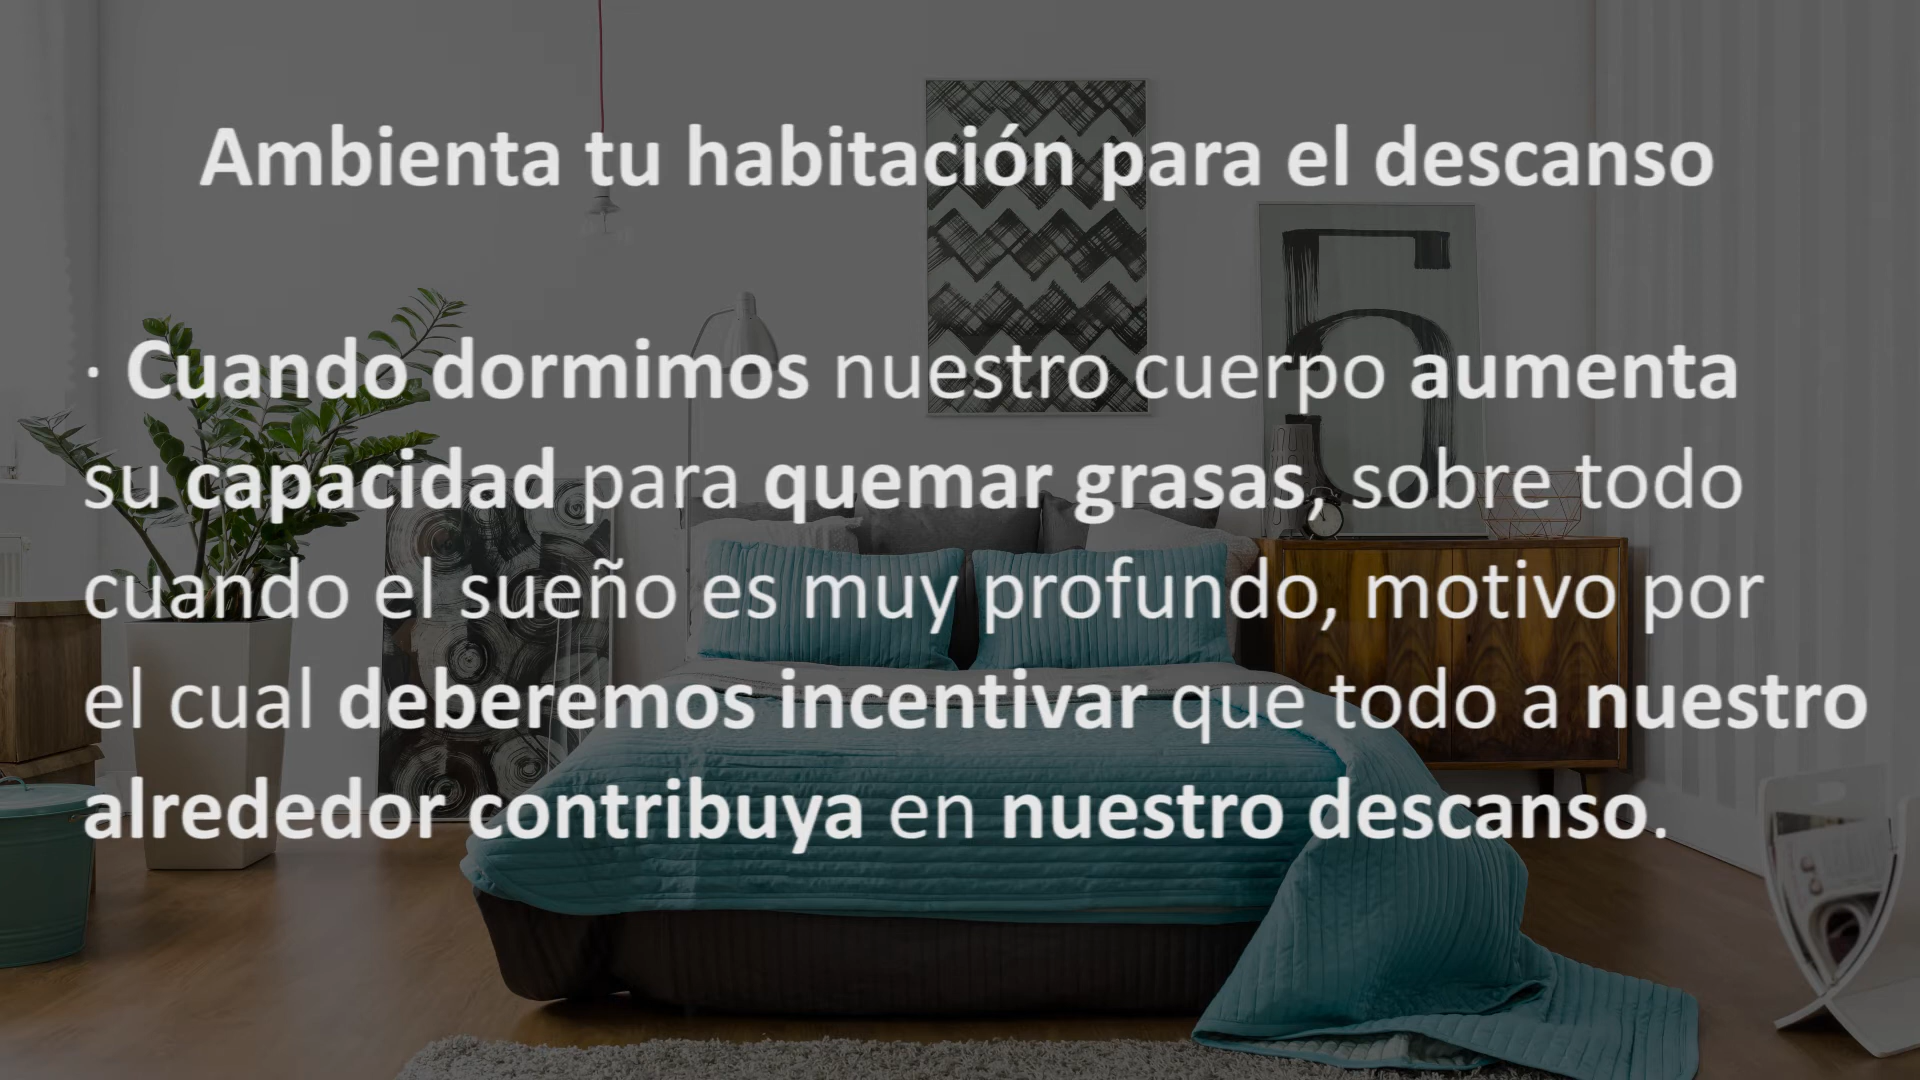 Ambienta tu habitación para el descanso
· Cuando dormimos nuestro cuerpo aumenta
su capacidad para quemar grasas, sobre todo
cuando el sueño es muy profundo, motivo por
el cual deberemos incentivar que todo a nuestro
alrededor contribuya en nuestro descanso.